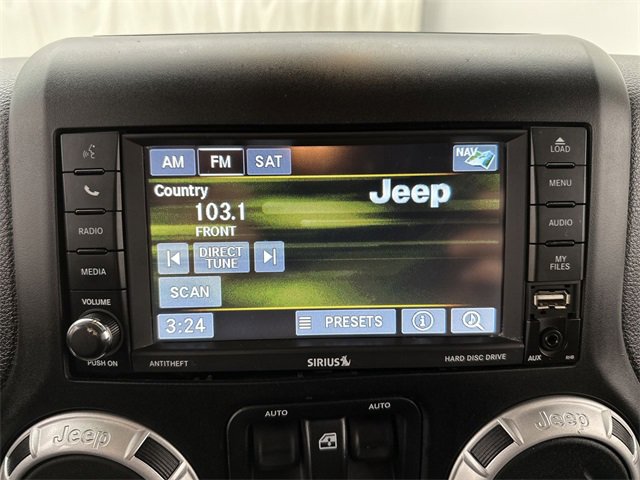 AM FM SAT NAV
Country
103.1
FRONT
DIRECT
TUNE
SCAN
3:24
PRESETS
Jeep
RADIO
MEDIA
VOLUME
PUSH ON
LOAD
MENU
AUDIO
MY
FILES
AUX
ANTITHEFT
SIRIUS
HARD DISC DRIVE
AUTO
AUTO
Jeep
Jeep